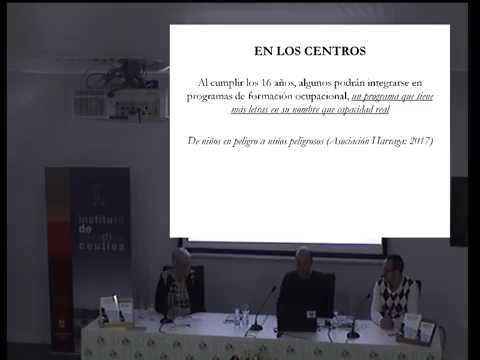 EN LOS CENTROS
Al cumplir los 16 años, algunos podrán integrarse en
programas de formación ocupacional, un programa que tiene
más letras en su nombre que capacidad real
De niños en peligro a niños peligrosos (Asociación Harraga: 2017)
instituto
de estudios
ceutíes